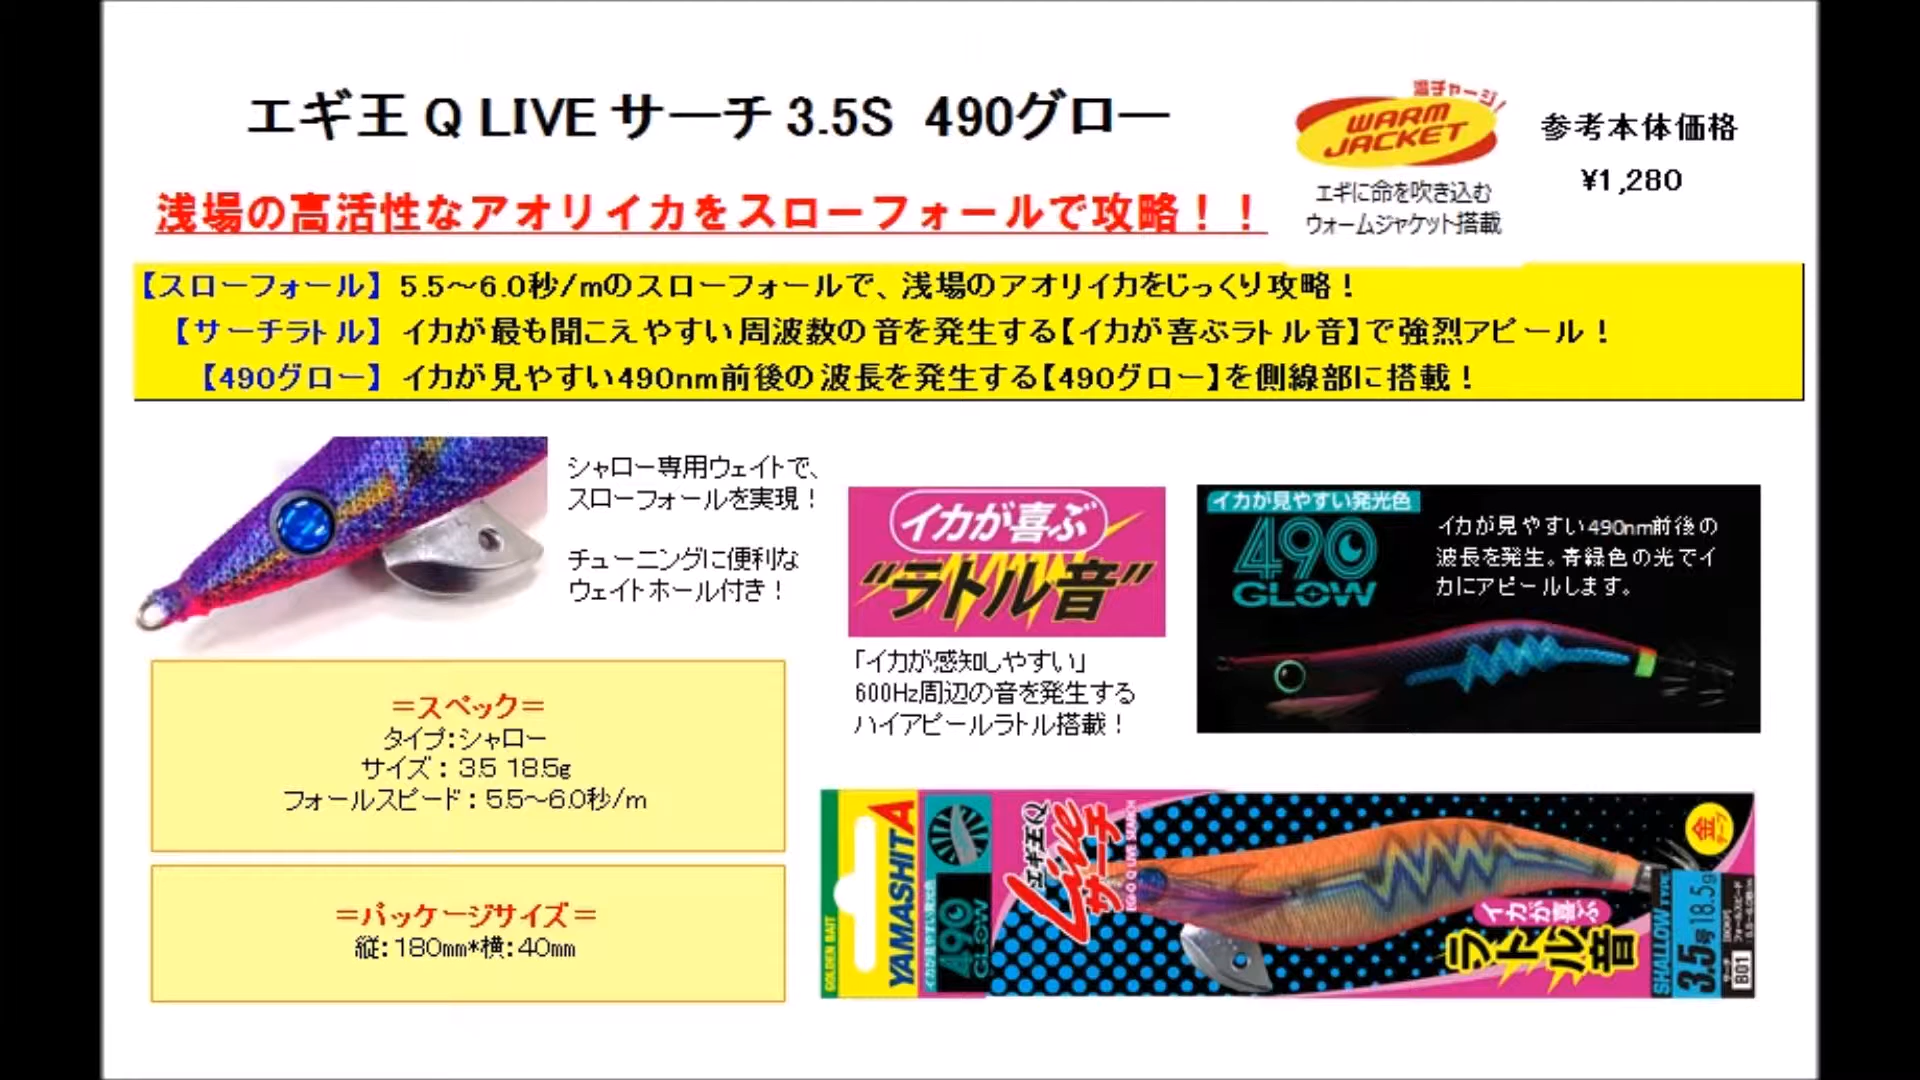 エギ王 Q LIVE サーチ 3.5S 490グロー
温チャージ!
WARM
JACKET
エギに命を吹き込む
ウォームジャケット搭載
参考本体価格
¥1,280
浅場の高活性なアオリイカをスローフォールで攻略!!
【スローフォール】 5.5～6.0秒/mのスローフォールで、浅場のアオリイカをじっくり攻略!
【サーチラトル】 イカが最も聞こえやすい周波数の音を発生する【イカが喜ぶラトル音】で強烈アピール!
【490グロー】 イカが見やすい490nm前後の波長を発生する【490グロー】を側線部に搭載!
シャロー専用ウェイトで、
スローフォールを実現!
チューニングに便利な
ウェイトホール付き!
イカが喜ぶ
"ラトル音"
「イカが感知しやすい」
600Hz周辺の音を発生する
ハイアピールラトル搭載!
イカが見やすい発光色
490
GLOW
イカが見やすい490nm前後の
波長を発生。青緑色の光でイ
カにアピールします。
=スペック=
タイプ:シャロー
サイズ: 3.5 18.5g
フォールスピード: 5.5～6.0秒/m
=パッケージサイズ=
縦:180mm*横:40mm
GOLDEN BAIT
YAMASHITA
イカが見やすい発光色
490
GLOW
エギ王Q
Live
サーチ
EGI-O Q LIVE SEARCH
金テープ
イカが喜ぶ
ラトル音
SHALLOW
3.5号
18.5g
B01